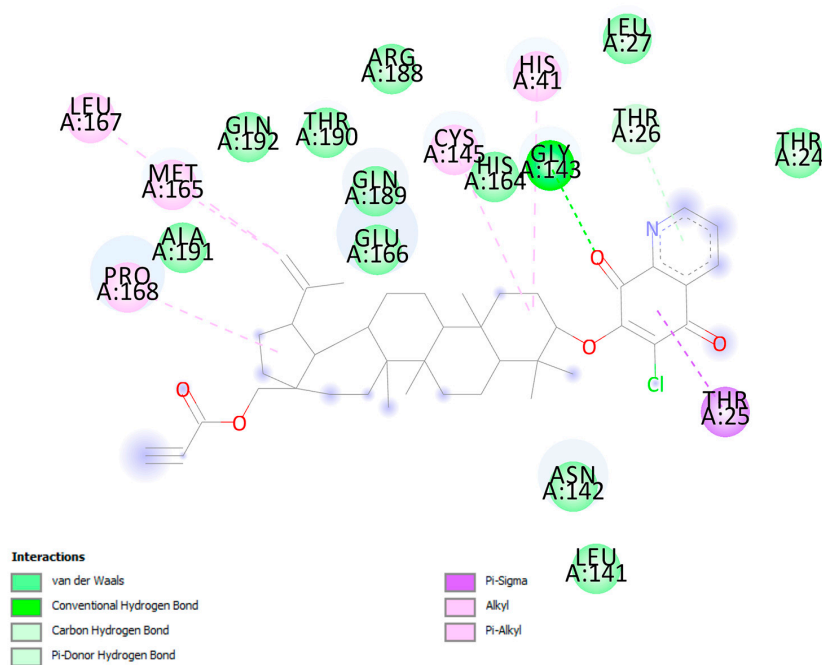 LEU
A:27
ARG
A:188
HIS
A:41
LEU
A:167
THR
A:26
GLN
A:192
THR
A:190
CYS
A:145
GLY
A:143
THR
A:24
MET
A:165
GLN
A:189
HIS
A:164
N
ALA
A:191
GLU
A:166
O
PRO
A:168
O
O
Cl
O
O
THR
A:25
ASN
A:142
LEU
A:141
Interactions
van der Waals
Conventional Hydrogen Bond
Carbon Hydrogen Bond
Pi-Donor Hydrogen Bond
Pi-Sigma
Alkyl
Pi-Alkyl